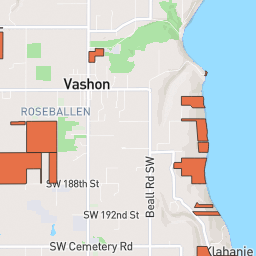 Vashon
ROSEBALLEN
SW 188th St
Beall Rd SW
SW 192nd St
SW Cemetery Rd
Klahanie